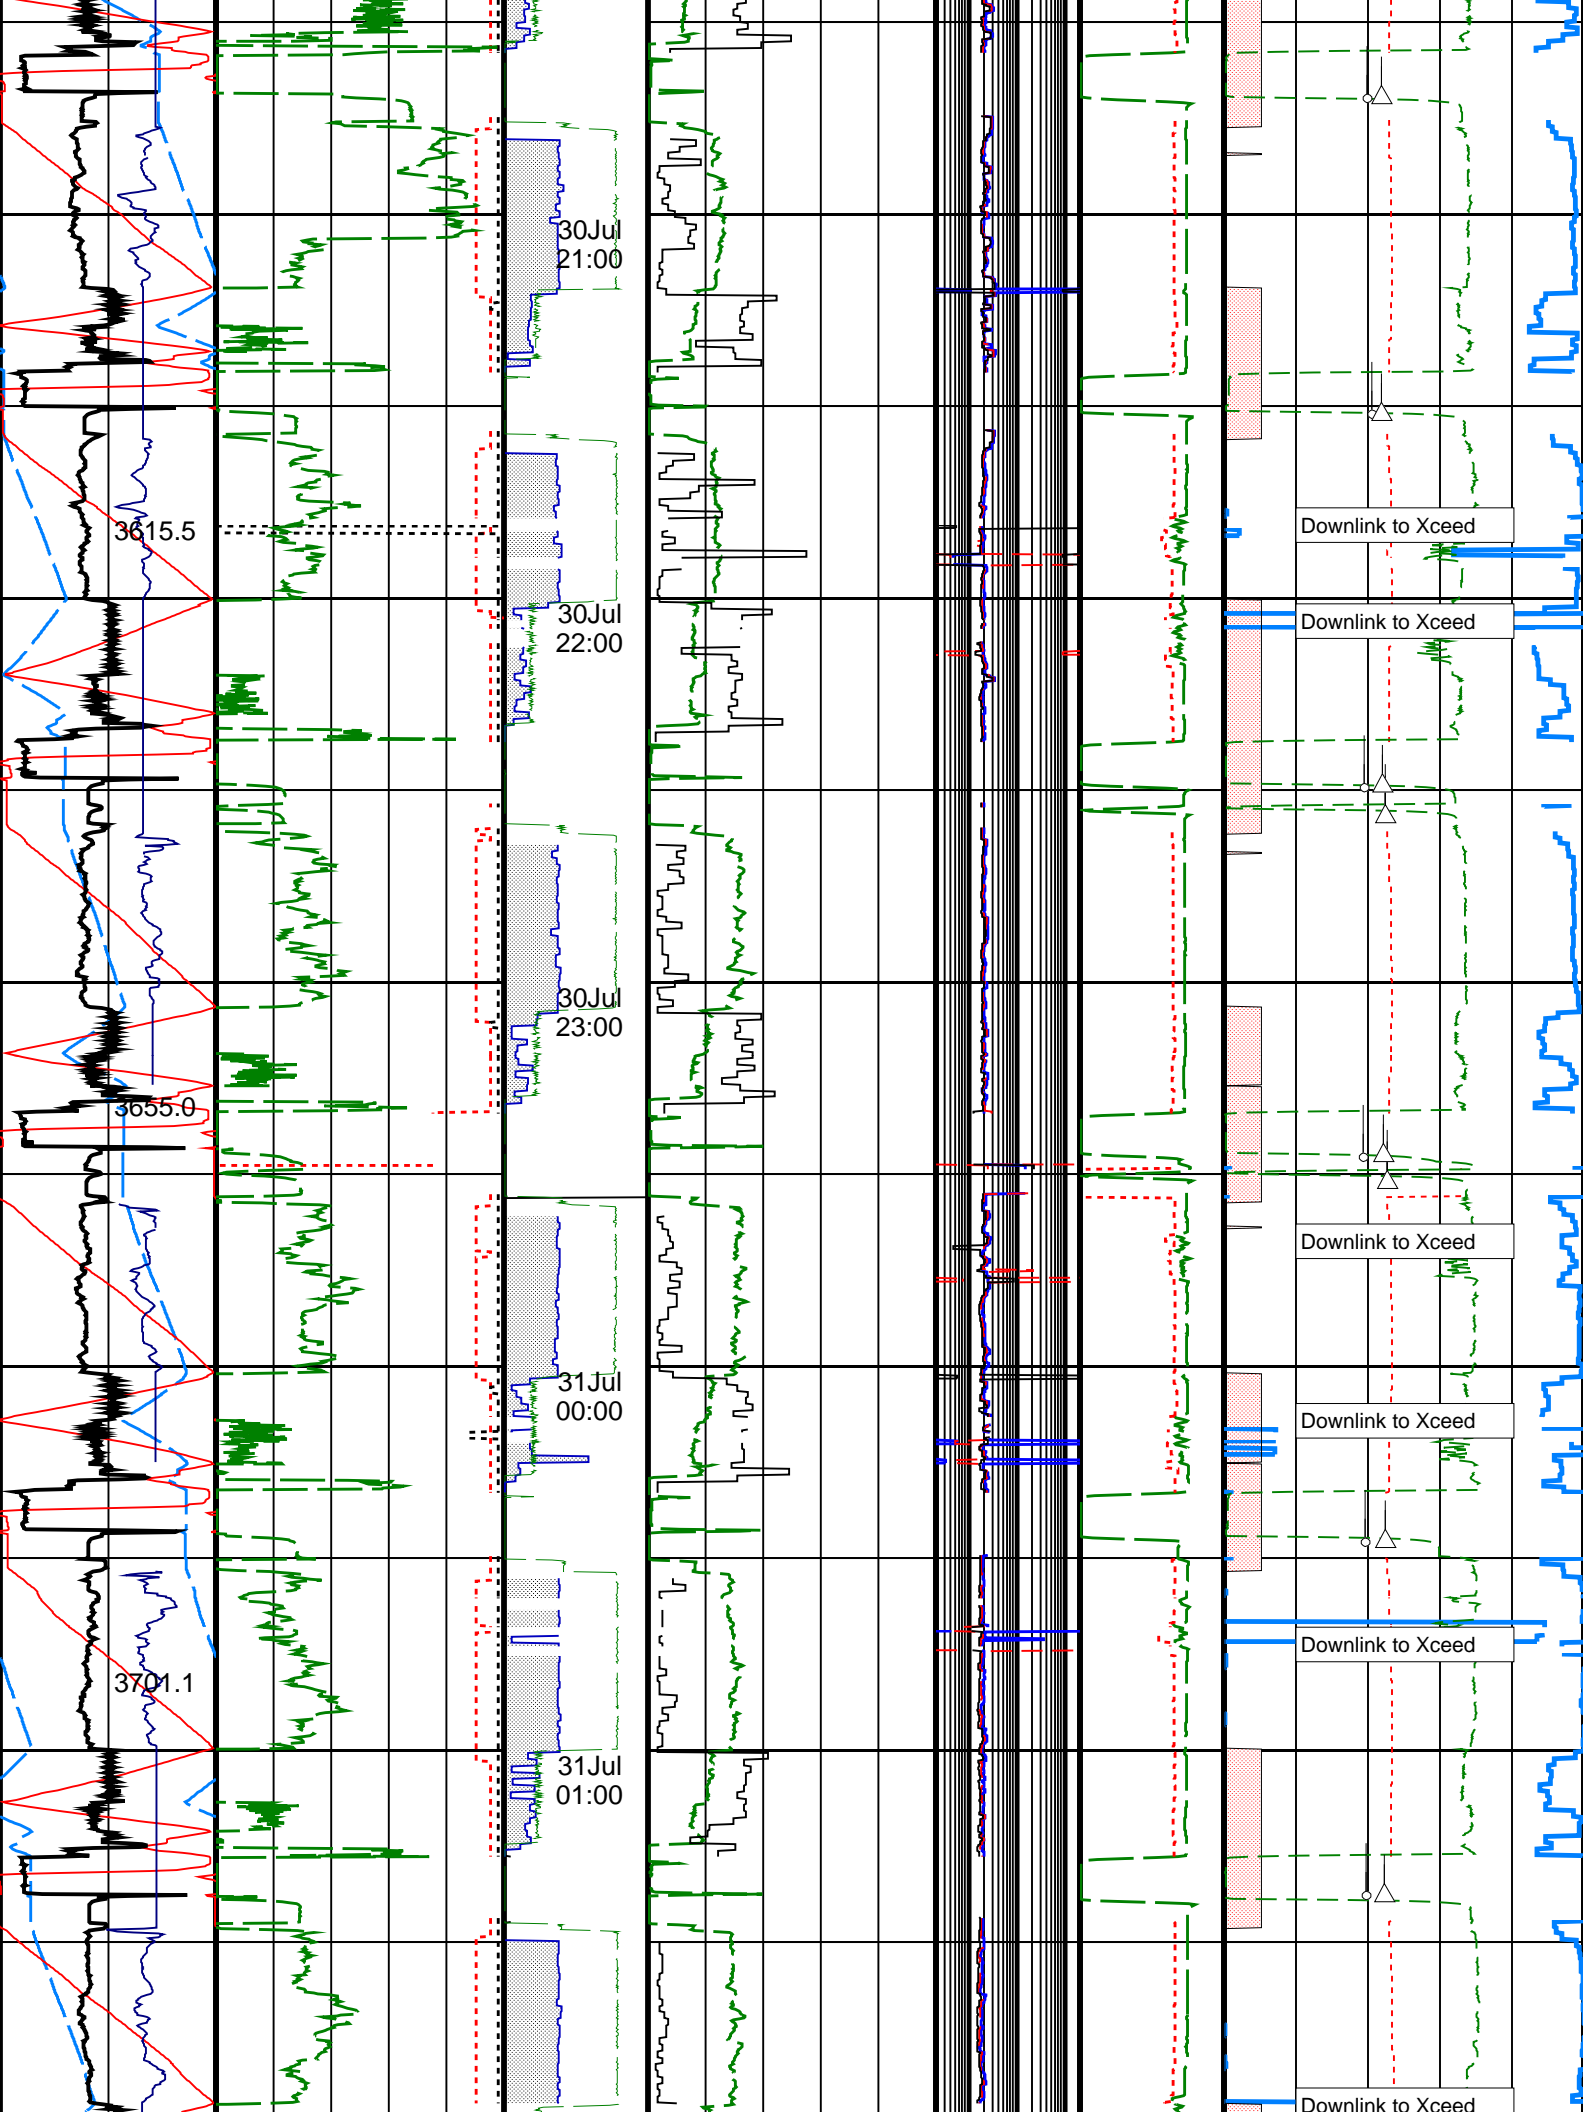 30Jul
21:00
3615.5
Downlink to Xceed
30Jul
22:00
Downlink to Xceed
30Jul
23:00
3655.0
Downlink to Xceed
31Jul
00:00
Downlink to Xceed
Downlink to Xceed
3701.1
31Jul
01:00
Downlink to Xceed